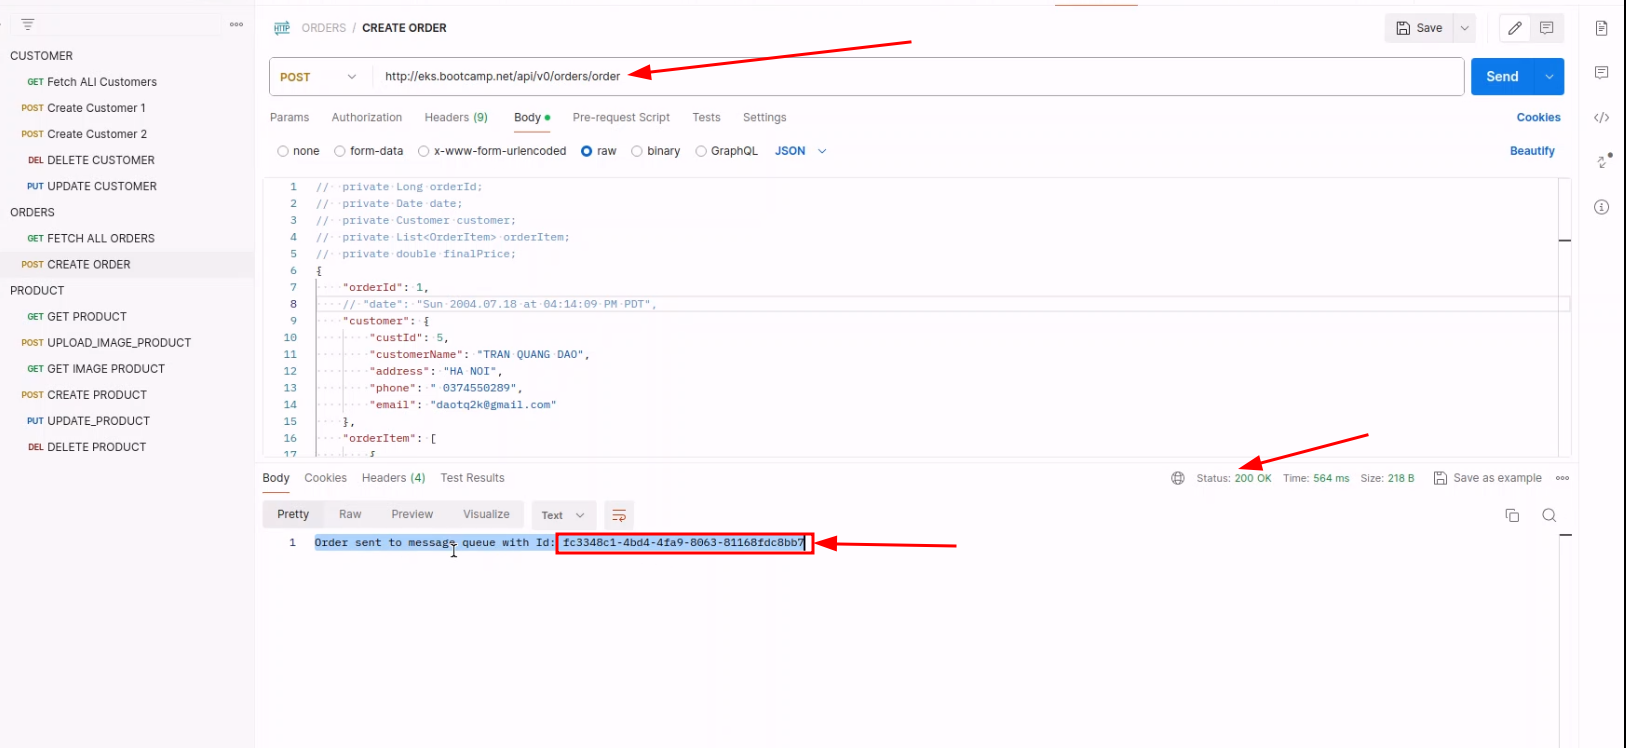 CUSTOMER
GET Fetch ALl Customers
POST Create Customer 1
POST Create Customer 2
DEL DELETE CUSTOMER
PUT UPDATE CUSTOMER
ORDERS
GET FETCH ALL ORDERS
POST CREATE ORDER
PRODUCT
GET GET PRODUCT
POST UPLOAD_IMAGE_PRODUCT
GET GET IMAGE PRODUCT
POST CREATE PRODUCT
PUT UPDATE_PRODUCT
DEL DELETE PRODUCT
HTTP ORDERS / CREATE ORDER
Save
POST http://eks.bootcamp.net/api/v0/orders/order
Send
Params Authorization Headers (9) Body Pre-request Script Tests Settings Cookies
none form-data x-www-form-urlencoded raw binary GraphQL JSON Beautify
1 // private Long orderId;
2 // private Date date;
3 // private Customer customer;
4 // private List<OrderItem> orderItem;
5 // private double finalPrice;
6 {
7 "orderId": 1,
8 // "date": "Sun 2004.07.18 at 04:14:09 PM PDT",
9 "customer": {
10 "custId": 5,
11 "customerName": "TRAN QUANG DAO",
12 "address": "HA NOI",
13 "phone": " 0374550289",
14 "email": "daotq2k@gmail.com"
15 },
16 "orderItem": [
17 {
Body Cookies Headers (4) Test Results Status: 200 OK Time: 564 ms Size: 218 B Save as example
Pretty Raw Preview Visualize Text
1 Order sent to message queue with Id: fc3348c1-4bd4-4fa9-8063-81168fdc8bb7